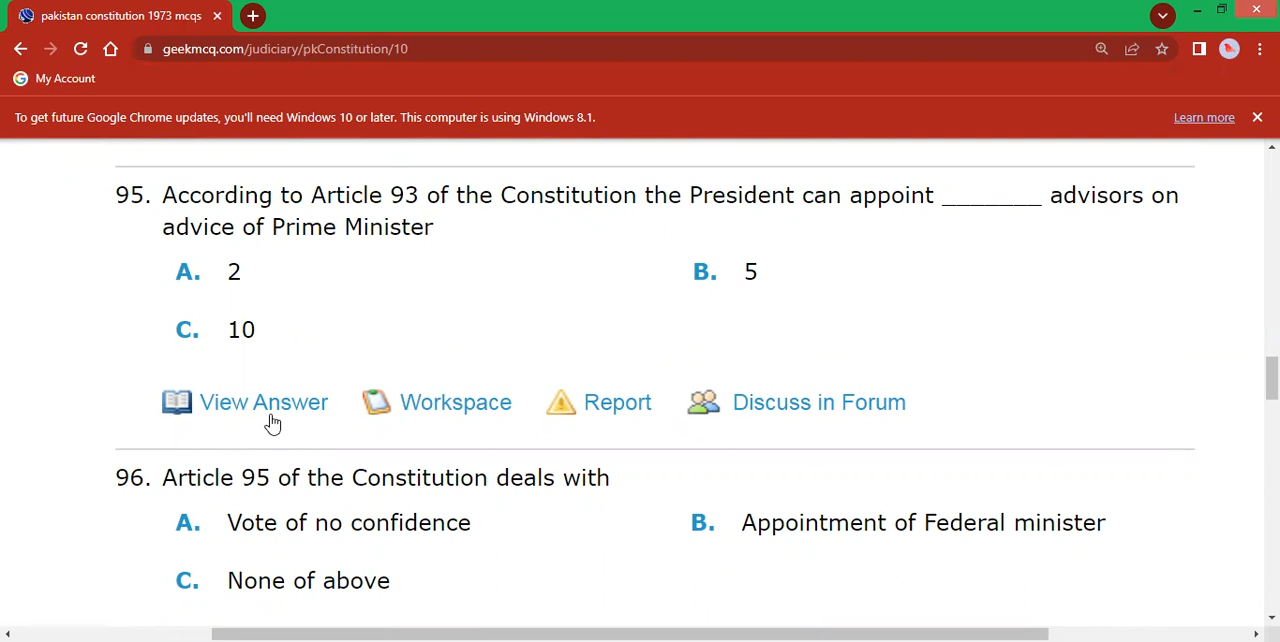 pakistan constitution 1973 mcqs
geekmcq.com/judiciary/pkConstitution/10
My Account
To get future Google Chrome updates, you'll need Windows 10 or later. This computer is using Windows 8.1.
Learn more
95. According to Article 93 of the Constitution the President can appoint _______ advisors on
advice of Prime Minister
A. 2 B. 5
C. 10
View Answer Workspace Report Discuss in Forum
96. Article 95 of the Constitution deals with
A. Vote of no confidence B. Appointment of Federal minister
C. None of above